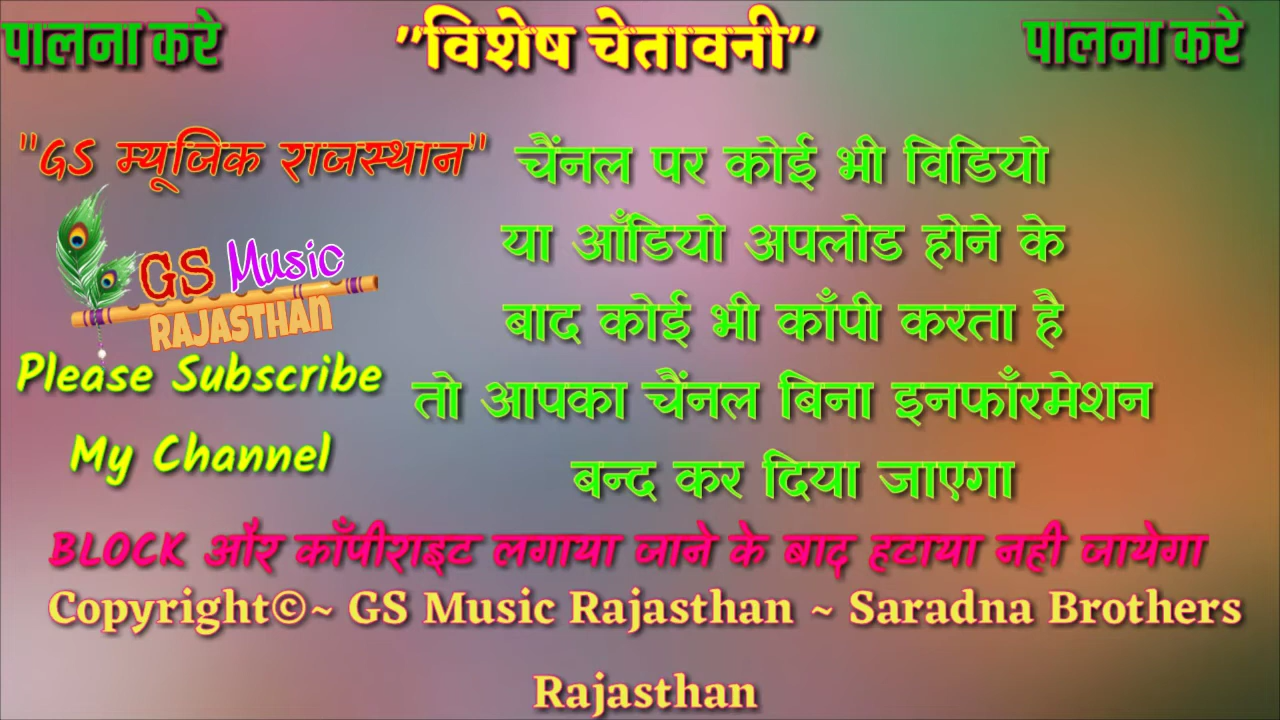 पालना करे
"विशेष चेतावनी"
पालना करे
"GS म्यूजिक राजस्थान"
GS Music
RAJASTHAN
Please Subscribe
My Channel
चैंनल पर कोई भी विडियो
या आँडियो अपलोड होने के
बाद कोई भी काँपी करता है
तो आपका चैंनल बिना इनफाँरमेशन
बन्द कर दिया जाएगा
BLOCK और काँपीराइट लगाया जाने के बाद हटाया नही जायेगा
Copyright©~ GS Music Rajasthan ~ Saradna Brothers
Rajasthan